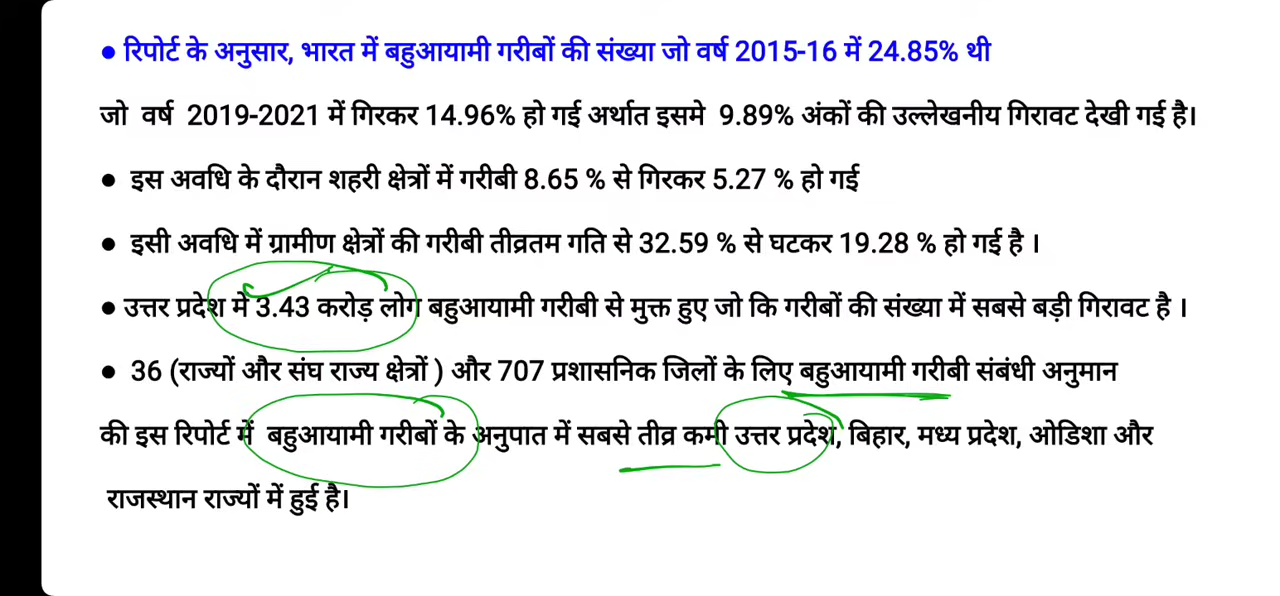 ● रिपोर्ट के अनुसार, भारत में बहुआयामी गरीबों की संख्या जो वर्ष 2015-16 में 24.85% थी
जो वर्ष 2019-2021 में गिरकर 14.96% हो गई अर्थात इसमे 9.89% अंकों की उल्लेखनीय गिरावट देखी गई है।
● इस अवधि के दौरान शहरी क्षेत्रों में गरीबी 8.65 % से गिरकर 5.27 % हो गई
● इसी अवधि में ग्रामीण क्षेत्रों की गरीबी तीव्रतम गति से 32.59 % से घटकर 19.28 % हो गई है ।
● उत्तर प्रदेश में 3.43 करोड़ लोग बहुआयामी गरीबी से मुक्त हुए जो कि गरीबों की संख्या में सबसे बड़ी गिरावट है ।
● 36 (राज्यों और संघ राज्य क्षेत्रों ) और 707 प्रशासनिक जिलों के लिए बहुआयामी गरीबी संबंधी अनुमान
की इस रिपोर्ट में बहुआयामी गरीबों के अनुपात में सबसे तीव्र कमी उत्तर प्रदेश, बिहार, मध्य प्रदेश, ओडिशा और
राजस्थान राज्यों में हुई है।